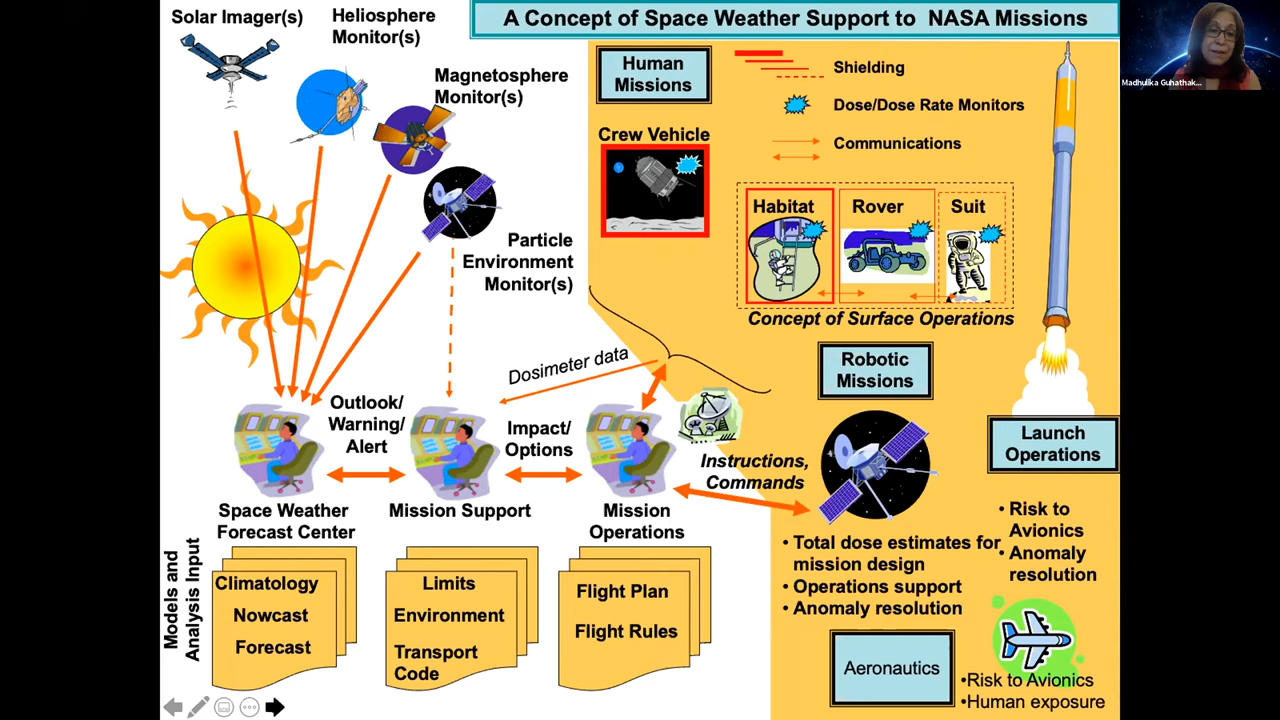 A Concept of Space Weather Support to NASA Missions
Solar Imager(s)
Heliosphere
Monitor(s)
Magnetosphere
Monitor(s)
Particle
Environment
Monitor(s)
Human
Missions
Crew Vehicle
Shielding
Dose/Dose Rate Monitors
Communications
Habitat
Rover
Suit
Concept of Surface Operations
Madhulika Guhathak...
Dosimeter data
Outlook/
Warning/
Alert
Impact/
Options
Instructions,
Commands
Robotic
Missions
Launch
Operations
Space Weather
Forecast Center
Mission Support
Mission
Operations
• Total dose estimates for
mission design
• Operations support
• Anomaly resolution
• Risk to
Avionics
• Anomaly
resolution
Models and
Analysis Input
Climatology
Nowcast
Forecast
Limits
Environment
Transport
Code
Flight Plan
Flight Rules
Aeronautics
•Risk to Avionics
•Human exposure